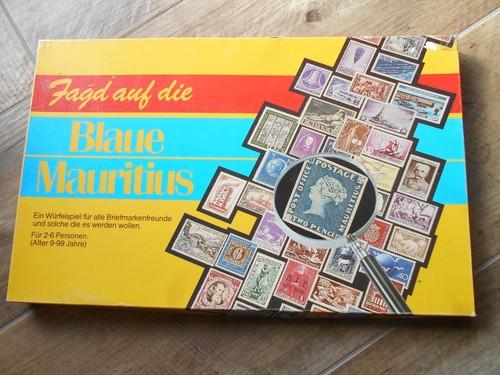 Jagd auf die
Blaue
Mauritius
Ein Würfelspiel für alle Briefmarkenfreunde
und solche die es werden wollen.
Für 2-6 Personen.
(Alter 9-99 Jahre)
POSTAGE
POST OFFICE
MAURITIUS
TWO PENCE